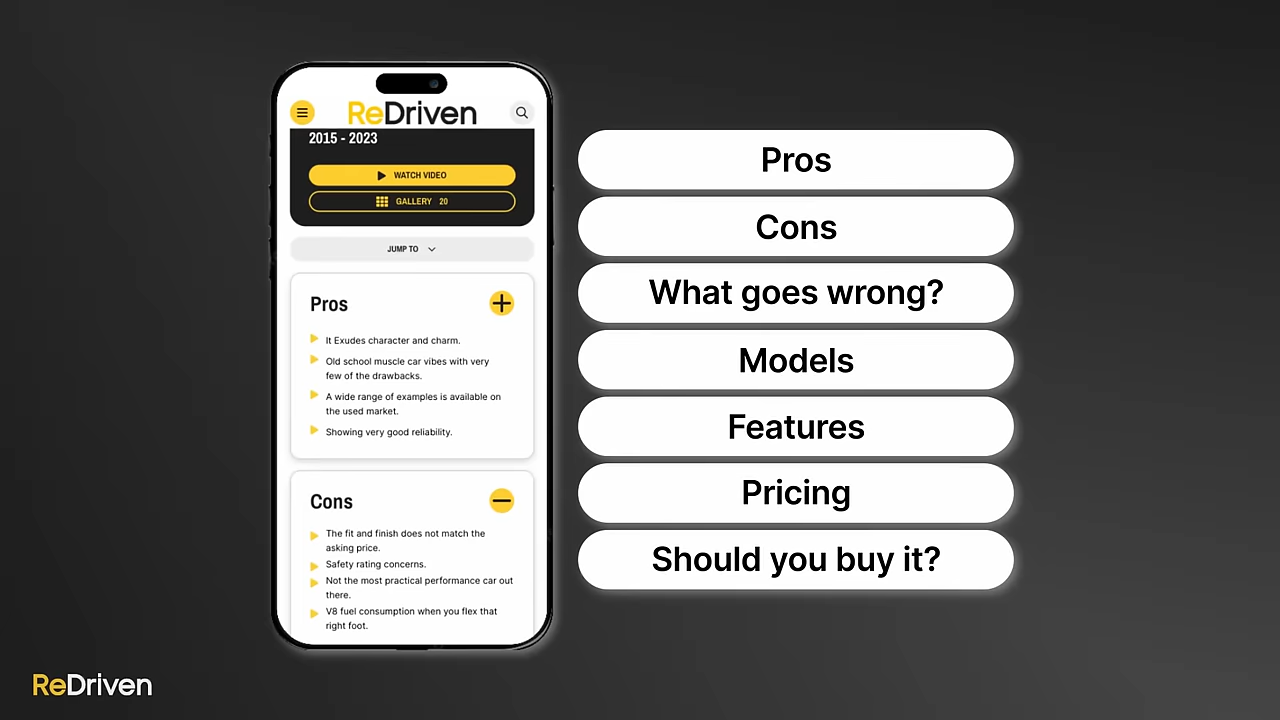 ReDriven
2015 - 2023
WATCH VIDEO
GALLERY 20
JUMP TO
Pros
It Exudes character and charm.
Old school muscle car vibes with very
few of the drawbacks.
A wide range of examples is available on
the used market.
Showing very good reliability.
Cons
The fit and finish does not match the
asking price.
Safety rating concerns.
Not the most practical performance car out
there.
V8 fuel consumption when you flex that
right foot.
Pros
Cons
What goes wrong?
Models
Features
Pricing
Should you buy it?
ReDriven